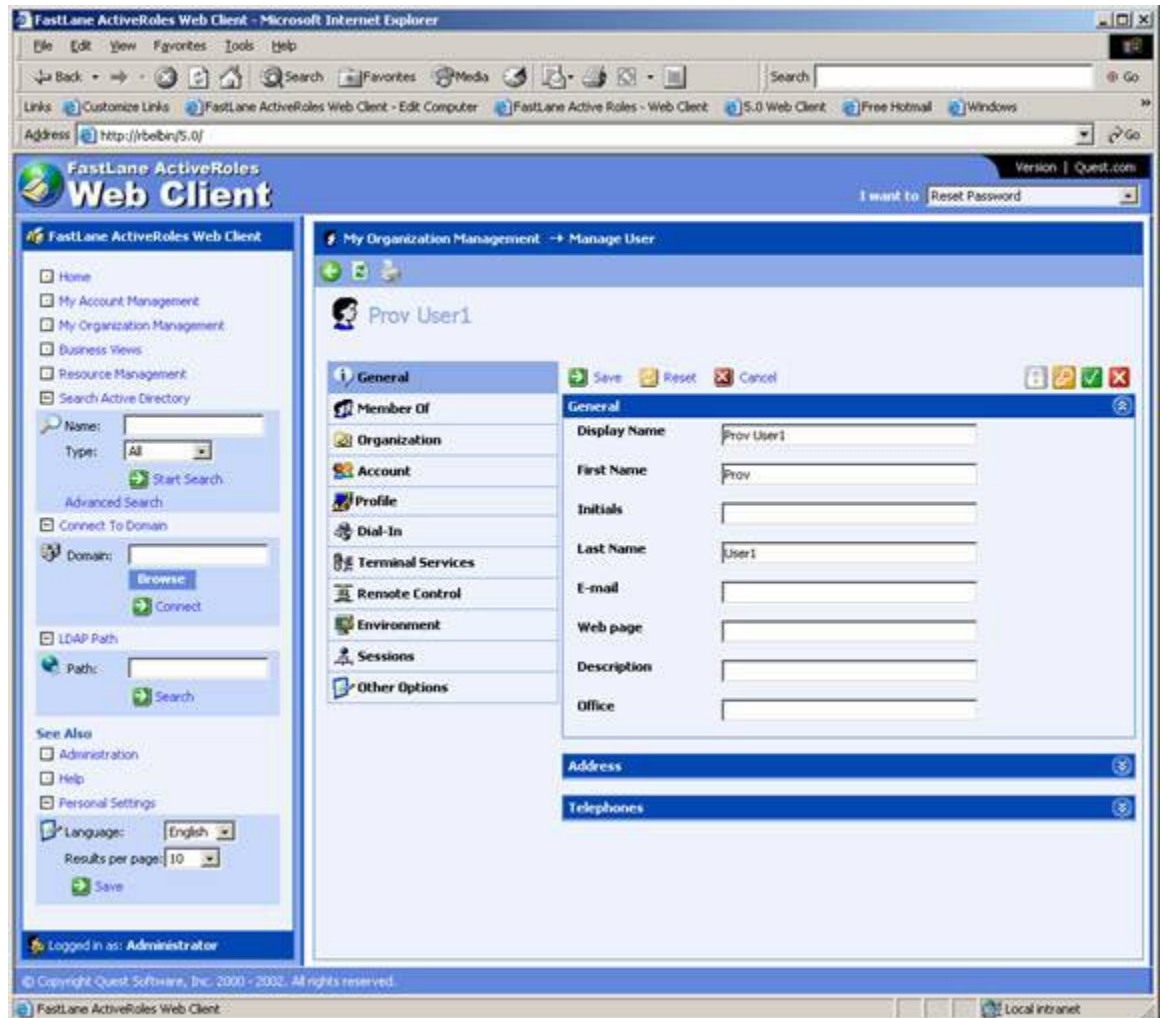 FastLane ActiveRoles Web Client - Microsoft Internet Explorer
File Edit View Favorites Tools Help
Back Search Favorites Media Search Go
Links Customize Links FastLane ActiveRoles Web Client - Edit Computer FastLane Active Roles - Web Client 5.0 Web Client Free Hotmail Windows
Address http://rbelbin/5.0/ Go
FastLane ActiveRoles
Web Client
Version | Quest.com
I want to Reset Password
FastLane ActiveRoles Web Client
Home
My Account Management
My Organization Management
Business Views
Resource Management
Search Active Directory
Name:
Type: All
Start Search
Advanced Search
Connect To Domain
Domain:
Browse
Connect
LDAP Path
Path:
Search
See Also
Administration
Help
Personal Settings
Language: English
Results per page: 10
Save
Logged in as: Administrator
My Organization Management → Manage User
Prov User1
General
Member Of
Organization
Account
Profile
Dial-In
Terminal Services
Remote Control
Environment
Sessions
Other Options
Save Reset Cancel
General
Display Name Prov User1
First Name Prov
Initials
Last Name User1
E-mail
Web page
Description
Office
Address
Telephones
© Copyright Quest Software, Inc. 2000 - 2002. All rights reserved.
FastLane ActiveRoles Web Client Local intranet